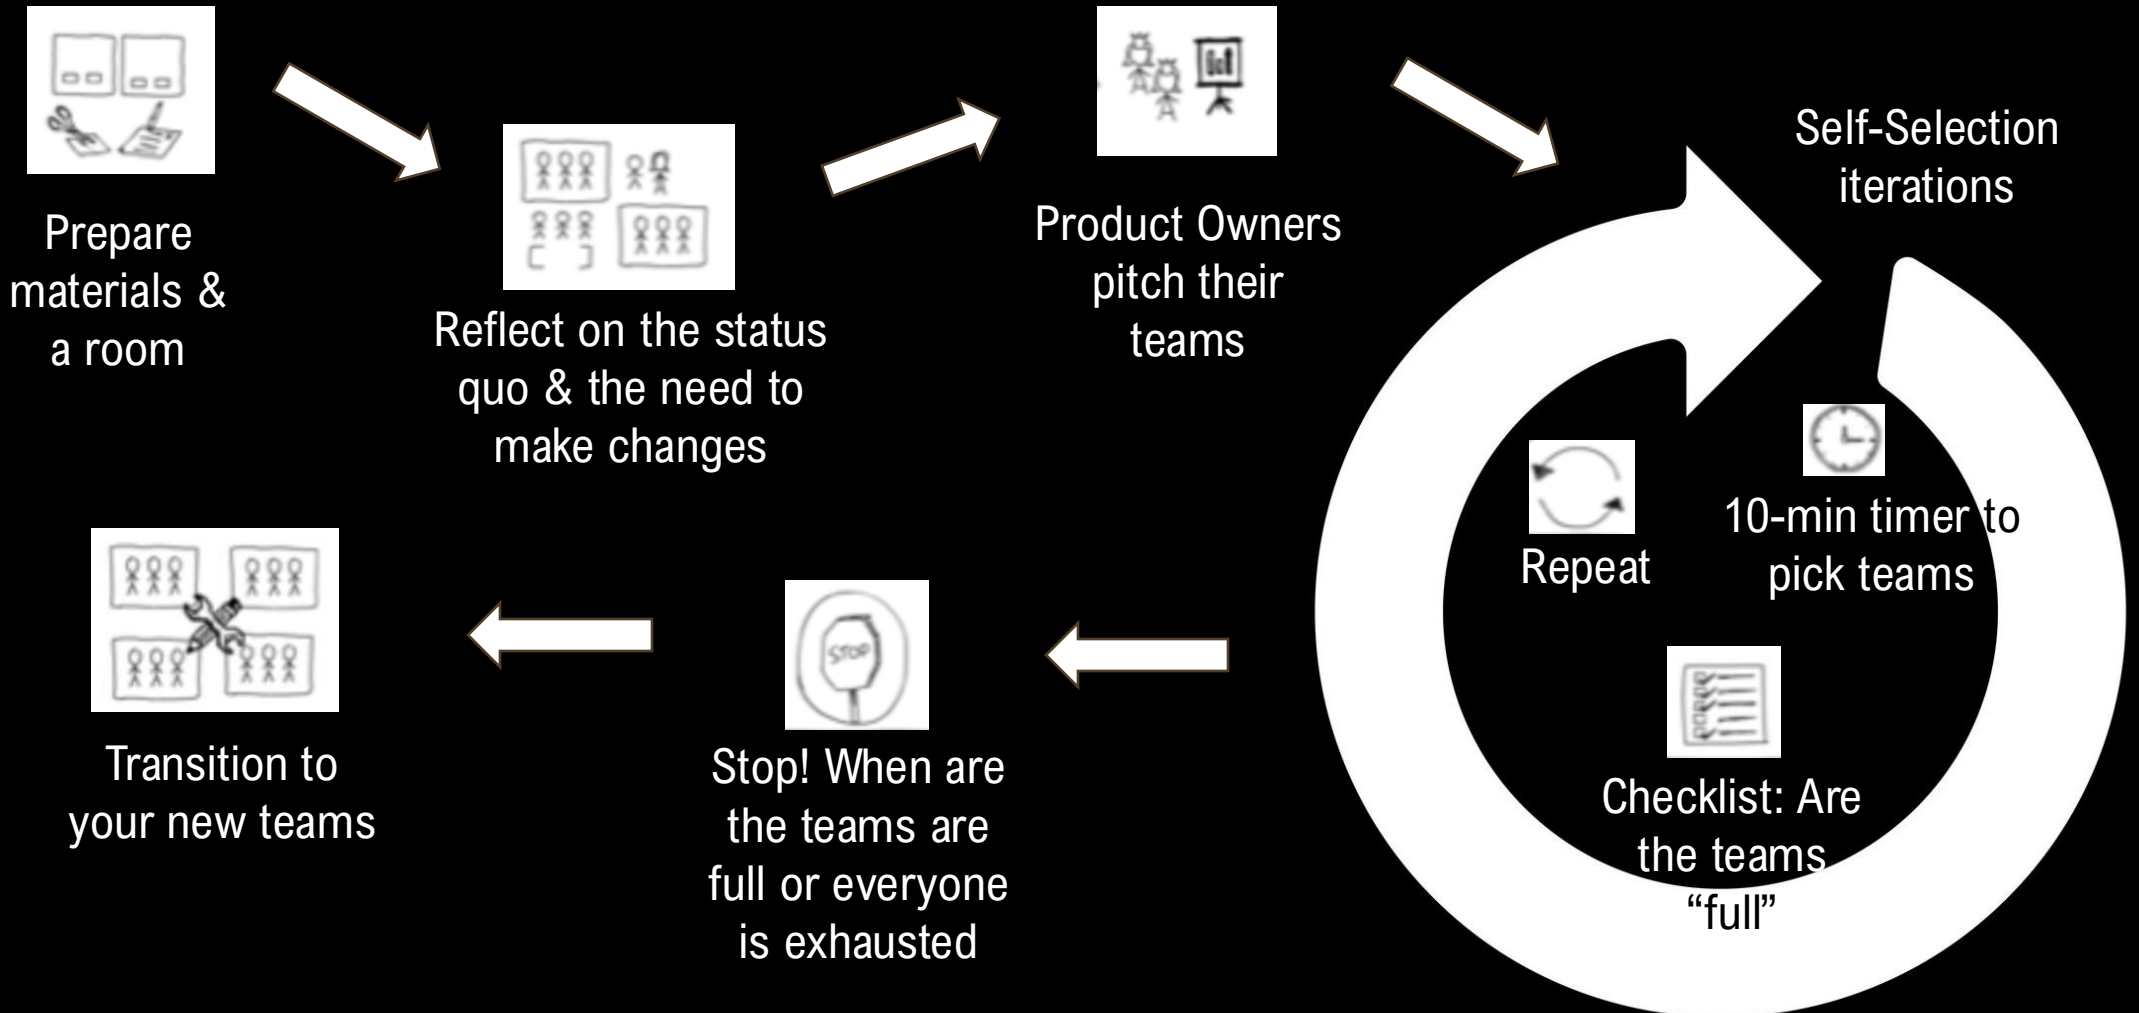 Prepare
materials &
a room
Reflect on the status
quo & the need to
make changes
Product Owners
pitch their
teams
Self-Selection
iterations
10-min timer to
pick teams
Checklist: Are
the teams
“full”
Repeat
STOP
Stop! When are
the teams are
full or everyone
is exhausted
Transition to
your new teams